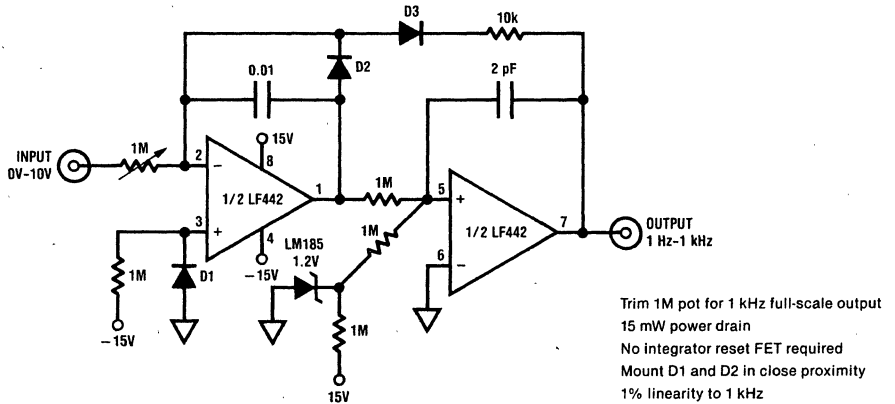 D3
10k
D2
0.01
2 pF
15V
INPUT
0V–10V
1M
2
–
8
1/2 LF442
1
1M
3
+
4
–15V
1M
D1
–15V
1M
LM185
1.2V
1M
15V
5
+
1/2 LF442
7
6
–
OUTPUT
1 Hz–1 kHz
Trim 1M pot for 1 kHz full-scale output
15 mW power drain
No integrator reset FET required
Mount D1 and D2 in close proximity
1% linearity to 1 kHz